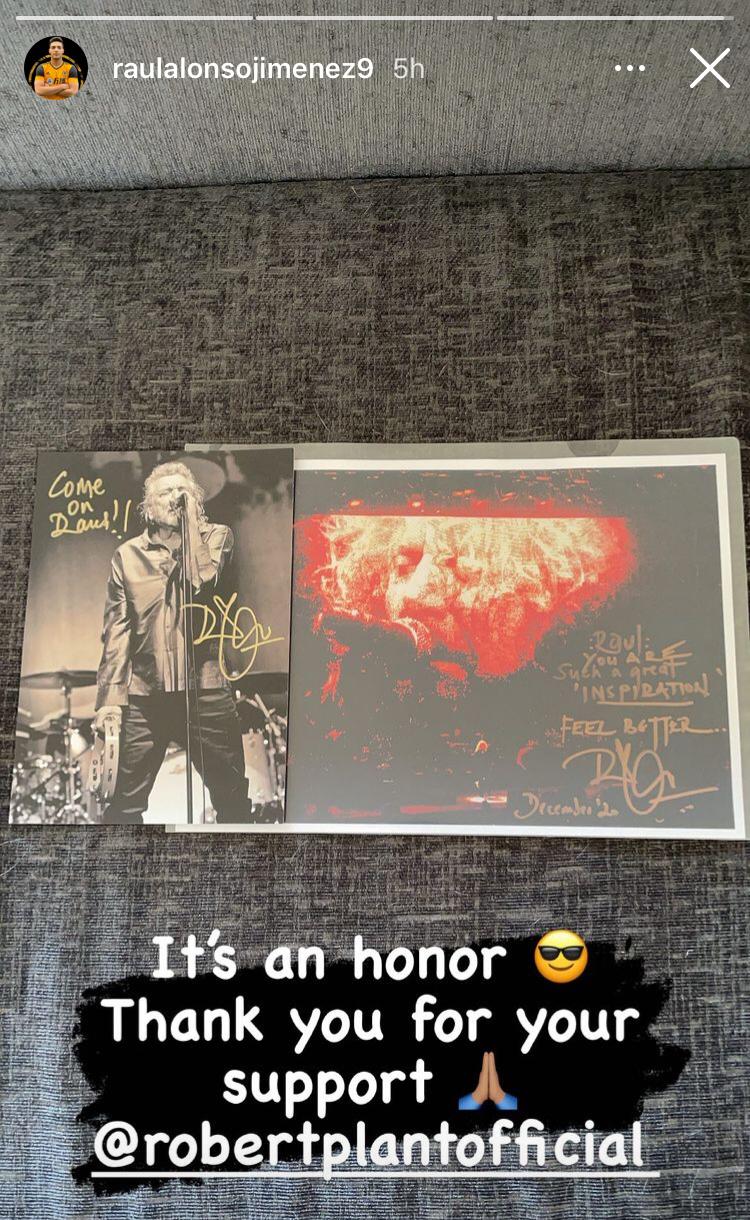 raulalonsojimenez9 5h
Come
on
Raul!!
Raul:
You ARE
Such a great
'INSPIRATION'
FEEL BETTER...
December '20
It's an honor 😎
Thank you for your
support 🙏🏽
@robertplantofficial